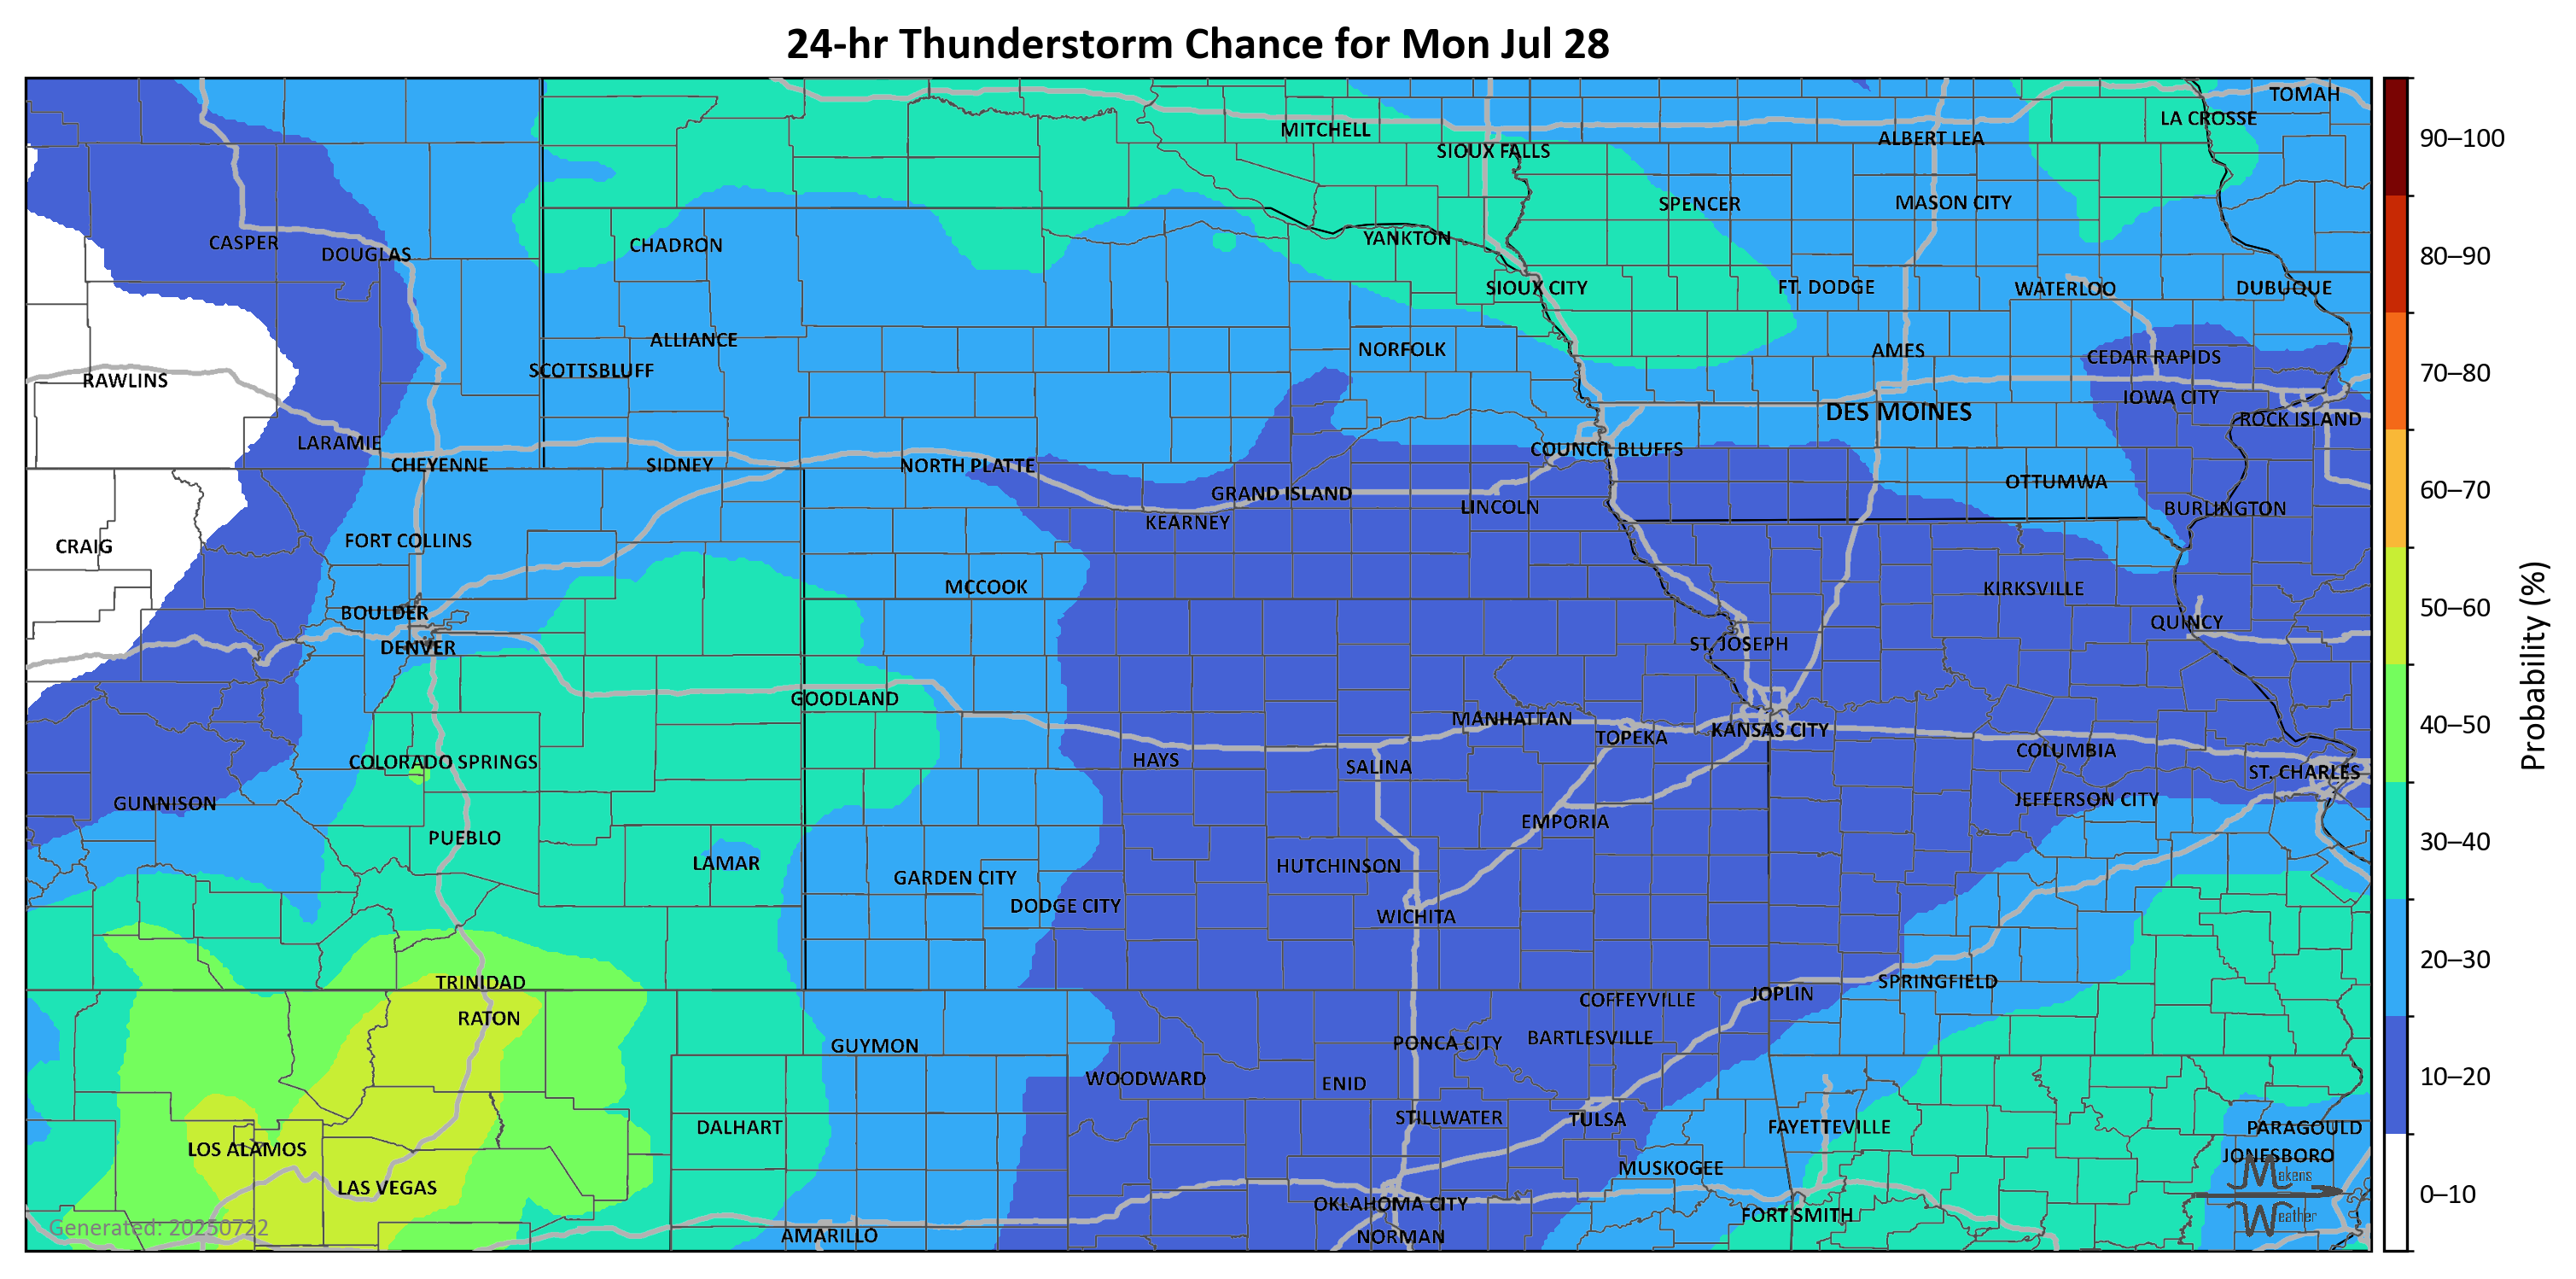 24-hr Thunderstorm Chance for Mon Jul 28
TOMAH
LA CROSSE
MITCHELL
ALBERT LEA
SIOUX FALLS
SPENCER
MASON CITY
CASPER
DOUGLAS
CHADRON
YANKTON
SIOUX CITY
FT. DODGE
WATERLOO
DUBUQUE
ALLIANCE
NORFOLK
AMES
CEDAR RAPIDS
RAWLINS
SCOTTSBLUFF
IOWA CITY
DES MOINES
ROCK ISLAND
LARAMIE
COUNCIL BLUFFS
CHEYENNE
SIDNEY
NORTH PLATTE
OTTUMWA
GRAND ISLAND
LINCOLN
BURLINGTON
KEARNEY
CRAIG
FORT COLLINS
MCCOOK
KIRKSVILLE
BOULDER
QUINCY
DENVER
ST. JOSEPH
GOODLAND
MANHATTAN
TOPEKA
KANSAS CITY
COLUMBIA
COLORADO SPRINGS
HAYS
SALINA
ST. CHARLES
GUNNISON
JEFFERSON CITY
PUEBLO
EMPORIA
LAMAR
HUTCHINSON
GARDEN CITY
DODGE CITY
WICHITA
TRINIDAD
SPRINGFIELD
JOPLIN
COFFEYVILLE
RATON
GUYMON
PONCA CITY
BARTLESVILLE
WOODWARD
ENID
STILLWATER
TULSA
DALHART
FAYETTEVILLE
PARAGOULD
LOS ALAMOS
JONESBORO
MUSKOGEE
LAS VEGAS
OKLAHOMA CITY
FORT SMITH
AMARILLO
NORMAN
Generated: 20250722
Makens
Weather
90–100
80–90
70–80
60–70
50–60
40–50
30–40
20–30
10–20
0–10
Probability (%)